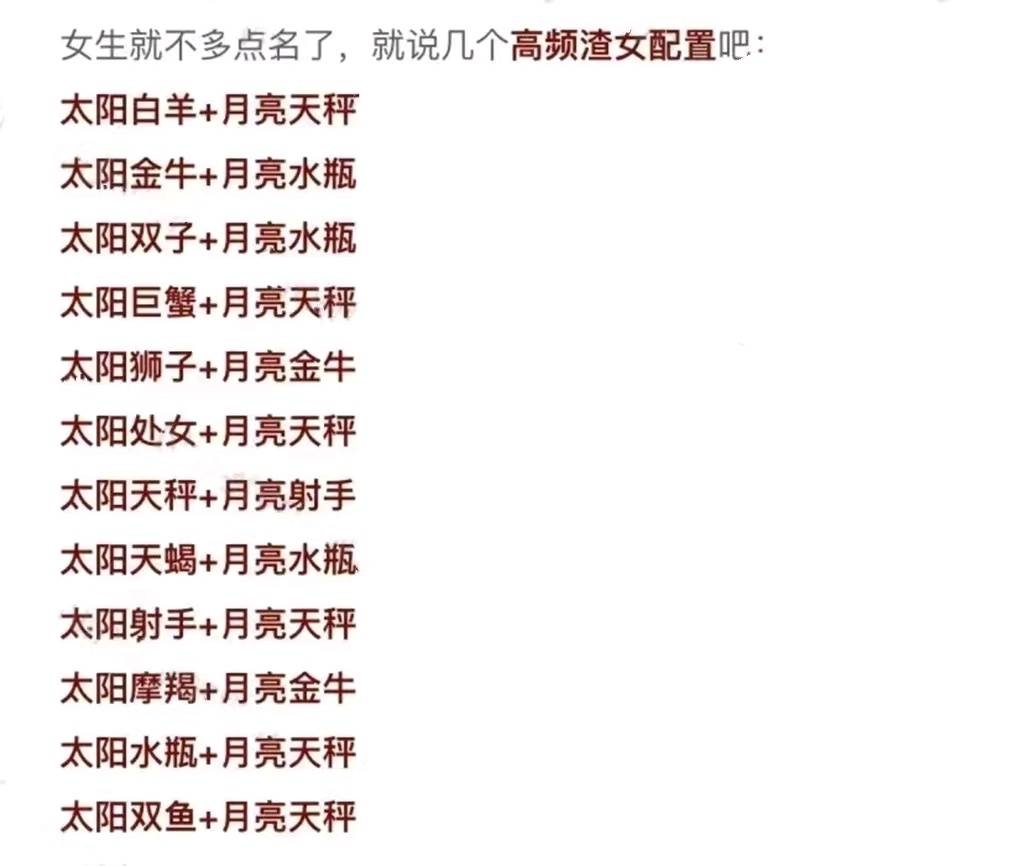 女生就不多点名了，就说几个高频渣女配置吧：
太阳白羊+月亮天秤
太阳金牛+月亮水瓶
太阳双子+月亮水瓶
太阳巨蟹+月亮天秤
太阳狮子+月亮金牛
太阳处女+月亮天秤
太阳天秤+月亮射手
太阳天蝎+月亮水瓶
太阳射手+月亮天秤
太阳摩羯+月亮金牛
太阳水瓶+月亮天秤
太阳双鱼+月亮天秤